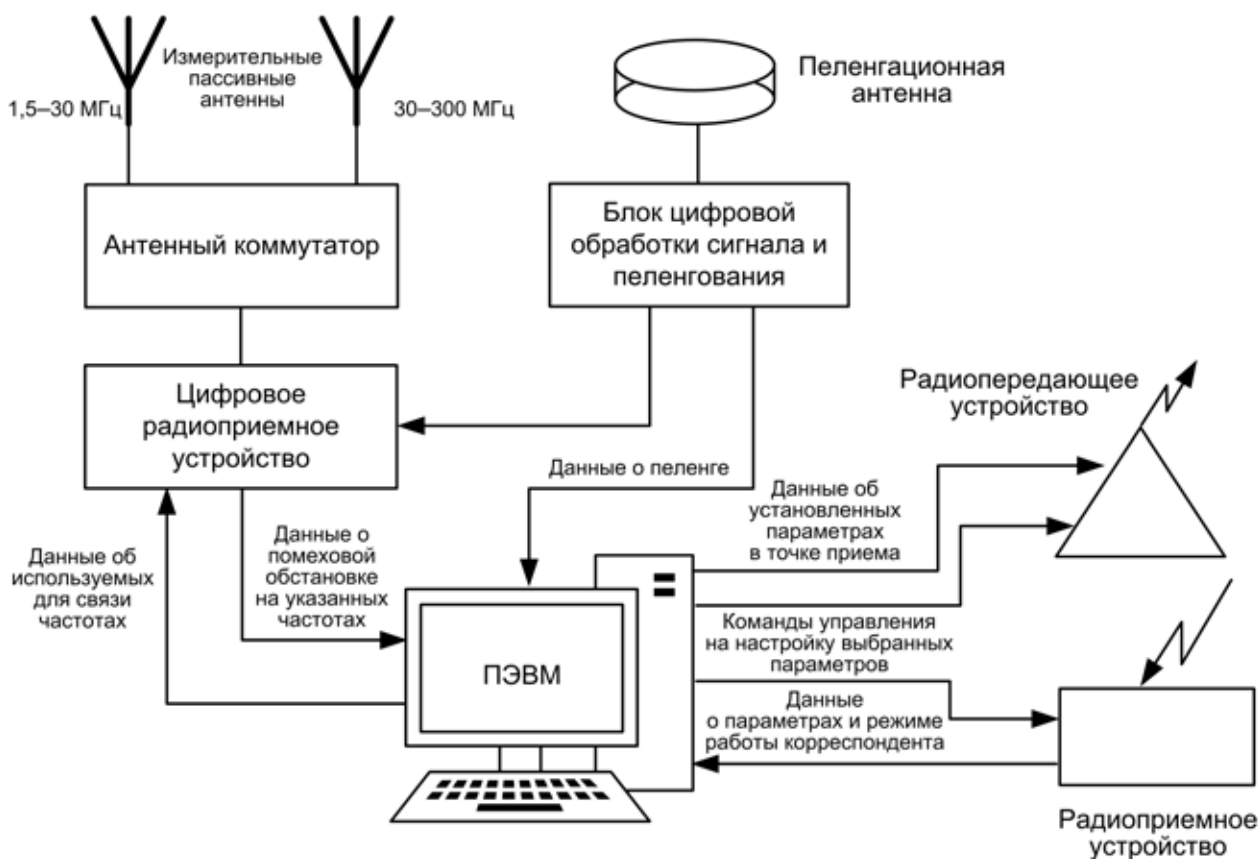 Измерительные
пассивные
антенны
1,5–30 МГц
30–300 МГц
Пеленгационная
антенна
Антенный коммутатор
Блок цифровой
обработки сигнала и
пеленгования
Цифровое
радиоприемное
устройство
Радиопередающее
устройство
Данные о пеленге
Данные об
установленных
параметрах
в точке приема
Данные об
используемых
для связи
частотах
Данные о
помеховой
обстановке
на указанных
частотах
Команды управления
на настройку выбранных
параметров
ПЭВМ
Данные
о параметрах и режиме
работы корреспондента
Радиоприемное
устройство